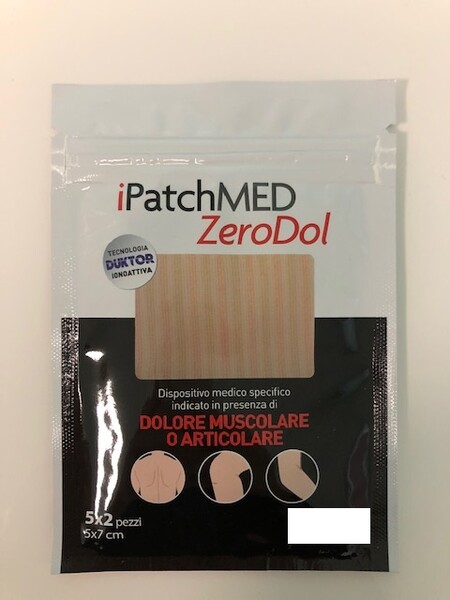 iPatchMED
ZeroDol
TECNOLOGIA
DUKTOR
IONOATTIVA
Dispositivo medico specifico
indicato in presenza di
DOLORE MUSCOLARE
O ARTICOLARE
5x2 pezzi
5x7 cm